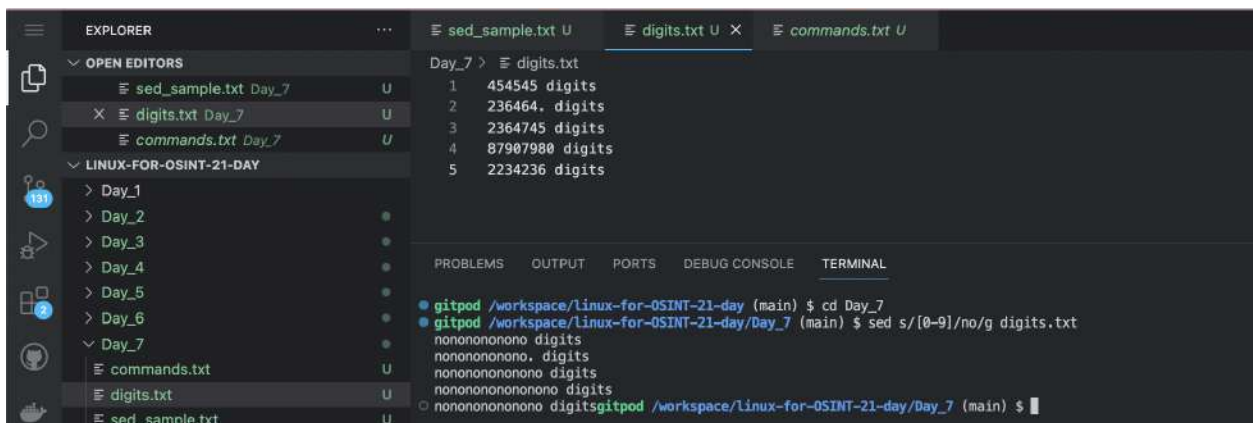 EXPLORER
...
OPEN EDITORS
sed_sample.txt Day_7 U
digits.txt Day_7 U
commands.txt Day_7 U
LINUX-FOR-OSINT-21-DAY
Day_1
Day_2
Day_3
Day_4
Day_5
Day_6
Day_7
commands.txt U
digits.txt U
sed_sample.txt U
131
2
sed_sample.txt U
digits.txt U
commands.txt U
Day_7 > digits.txt
1 454545 digits
2 236464. digits
3 2364745 digits
4 87907980 digits
5 2234236 digits
PROBLEMS OUTPUT PORTS DEBUG CONSOLE TERMINAL
gitpod /workspace/linux-for-OSINT-21-day (main) $ cd Day_7
gitpod /workspace/linux-for-OSINT-21-day/Day_7 (main) $ sed s/[0-9]/no/g digits.txt
nononononono digits
nononononono. digits
nonononononono digits
nononononononono digits
nonononononono digitsgitpod /workspace/linux-for-OSINT-21-day/Day_7 (main) $